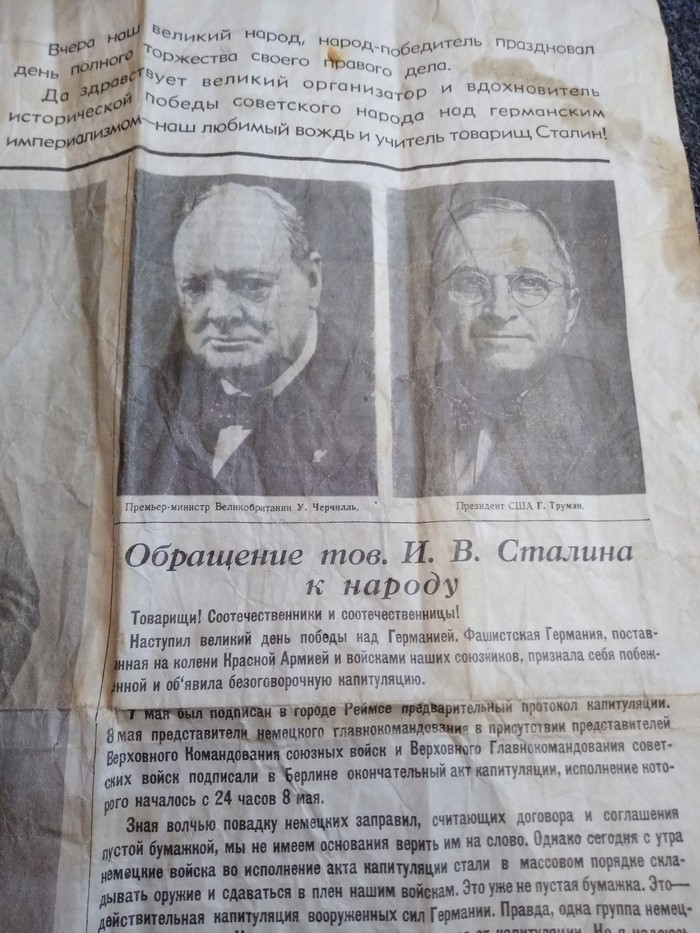 Вчера наш великий народ, народ-победитель праздновал
день полного торжества своего правого дела.
Да здравствует великий организатор и вдохновитель
исторической победы советского народа над германским
империализмом—наш любимый вождь и учитель товарищ Сталин!
Премьер-министр Великобритании У. Черчилль.
Президент США Г. Трумэн.
Обращение тов. И. В. Сталина
к народу
Товарищи! Соотечественники и соотечественницы!
Наступил великий день победы над Германией. Фашистская Германия, постав-
нная на колени Красной Армией и войсками наших союзников, признала себя побеж-
нной и об'явила безоговорочную капитуляцию.
7 мая был подписан в городе Реймсе предварительный протокол капитуляции.
8 мая представители немецкого главнокомандования в присутствии представителей
Верховного Командования союзных войск и Верховного Главнокомандования совет-
ских войск подписали в Берлине окончательный акт капитуляции, исполнение кото-
рого началось с 24 часов 8 мая.
Зная волчью повадку немецких заправил, считающих договора и соглашения
пустой бумажкой, мы не имеем основания верить им на слово. Однако сегодня с утра
немецкие войска во исполнение акта капитуляции стали в массовом порядке скла-
дывать оружие и сдаваться в плен нашим войскам. Это уже не пустая бумажка. Это—
действительная капитуляция вооруженных сил Германии. Правда, одна группа немец-
от капитуляции. Но я надеюсь